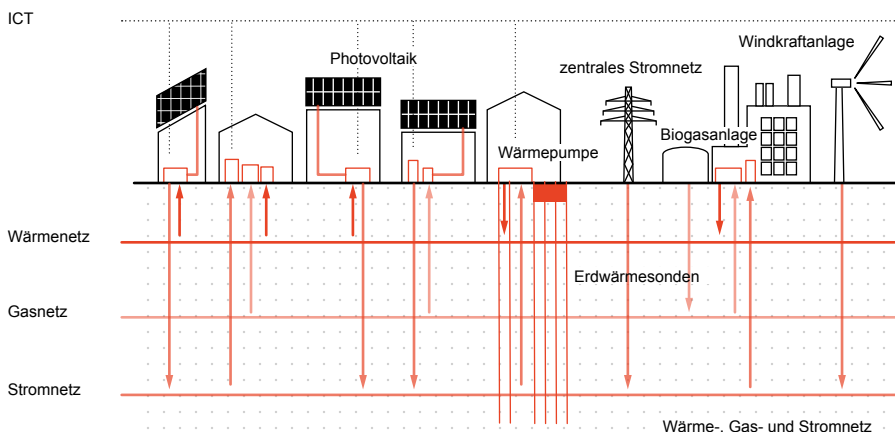 ICT
Windkraftanlage
Photovoltaik
zentrales Stromnetz
Biogasanlage
Wärmepumpe
Wärmenetz
Erdwärmesonden
Gasnetz
Stromnetz
Wärme-, Gas- und Stromnetz